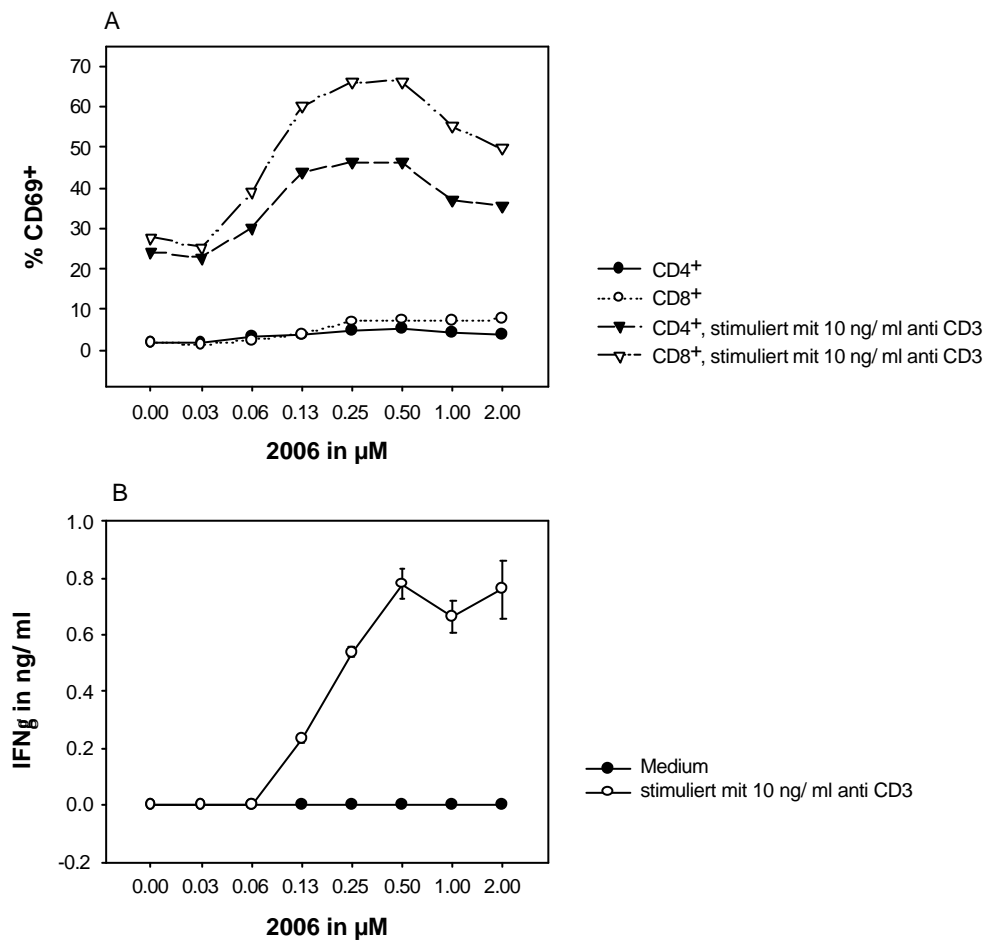 A
70
60
50
40
30
20
10
0
% CD69+
0.00 0.03 0.06 0.13 0.25 0.50 1.00 2.00
2006 in µM
CD4+
CD8+
CD4+, stimuliert mit 10 ng/ ml anti CD3
CD8+, stimuliert mit 10 ng/ ml anti CD3
B
1.0
0.8
0.6
0.4
0.2
0.0
-0.2
IFNg in ng/ ml
0.00 0.03 0.06 0.13 0.25 0.50 1.00 2.00
2006 in µM
Medium
stimuliert mit 10 ng/ ml anti CD3